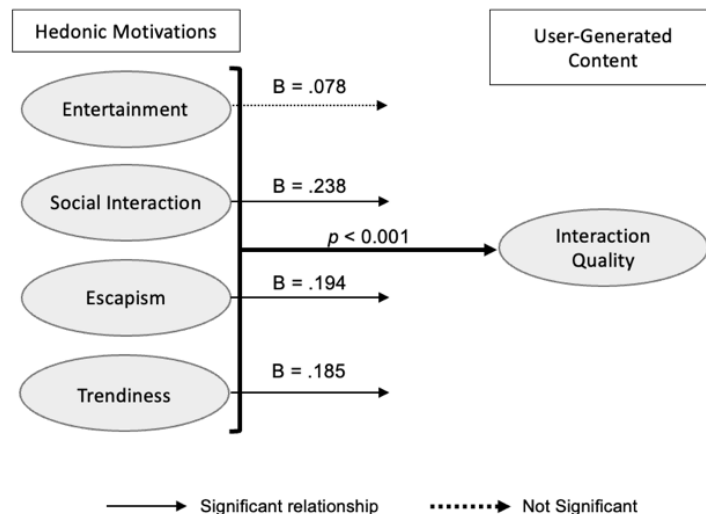 Hedonic Motivations
User-Generated
Content
Entertainment
B = .078
Social Interaction
B = .238
p < 0.001
Interaction
Quality
Escapism
B = .194
Trendiness
B = .185
Significant relationship
Not Significant